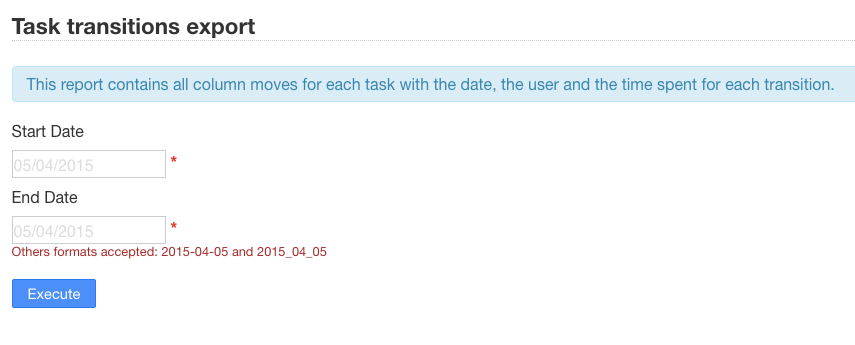 Task transitions export
This report contains all column moves for each task with the date, the user and the time spent for each transition.
Start Date
05/04/2015 *
End Date
05/04/2015 *
Others formats accepted: 2015-04-05 and 2015_04_05
Execute